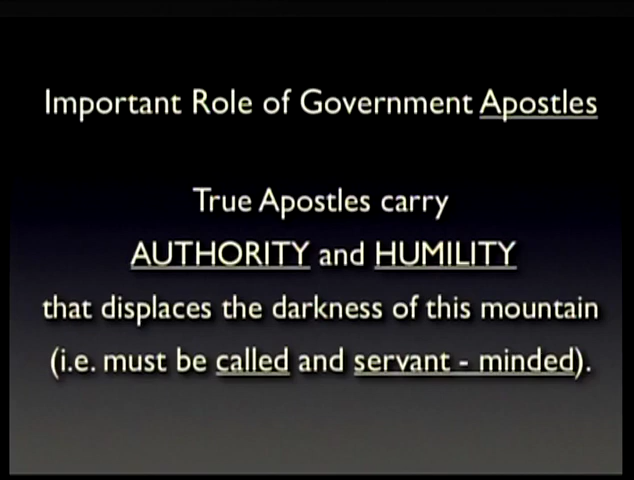 Important Role of Government Apostles
True Apostles carry
AUTHORITY and HUMILITY
that displaces the darkness of this mountain
(i.e. must be called and servant - minded).